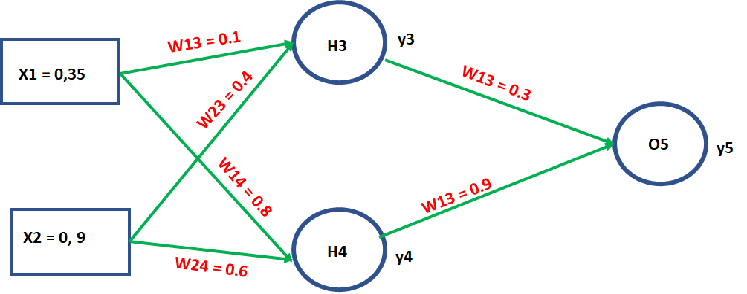 W13 = 0.1
H3
y3
X1 = 0,35
W23 = 0.4
W13 = 0.3
O5
y5
W14 = 0.8
W13 = 0.9
X2 = 0, 9
W24 = 0.6
H4
y4